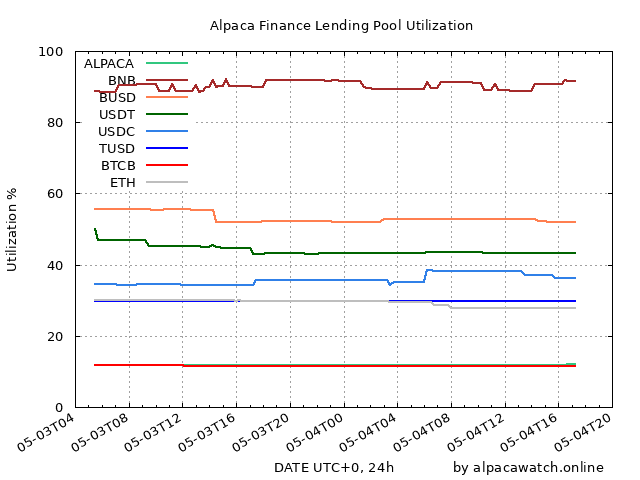 Alpaca Finance Lending Pool Utilization
100
80
60
40
20
0
Utilization %
ALPACA
BNB
BUSD
USDT
USDC
TUSD
BTCB
ETH
05-03T04
05-03T08
05-03T12
05-03T16
05-03T20
05-04T00
05-04T04
05-04T08
05-04T12
05-04T16
05-04T20
DATE UTC+0, 24h
by alpacawatch.online